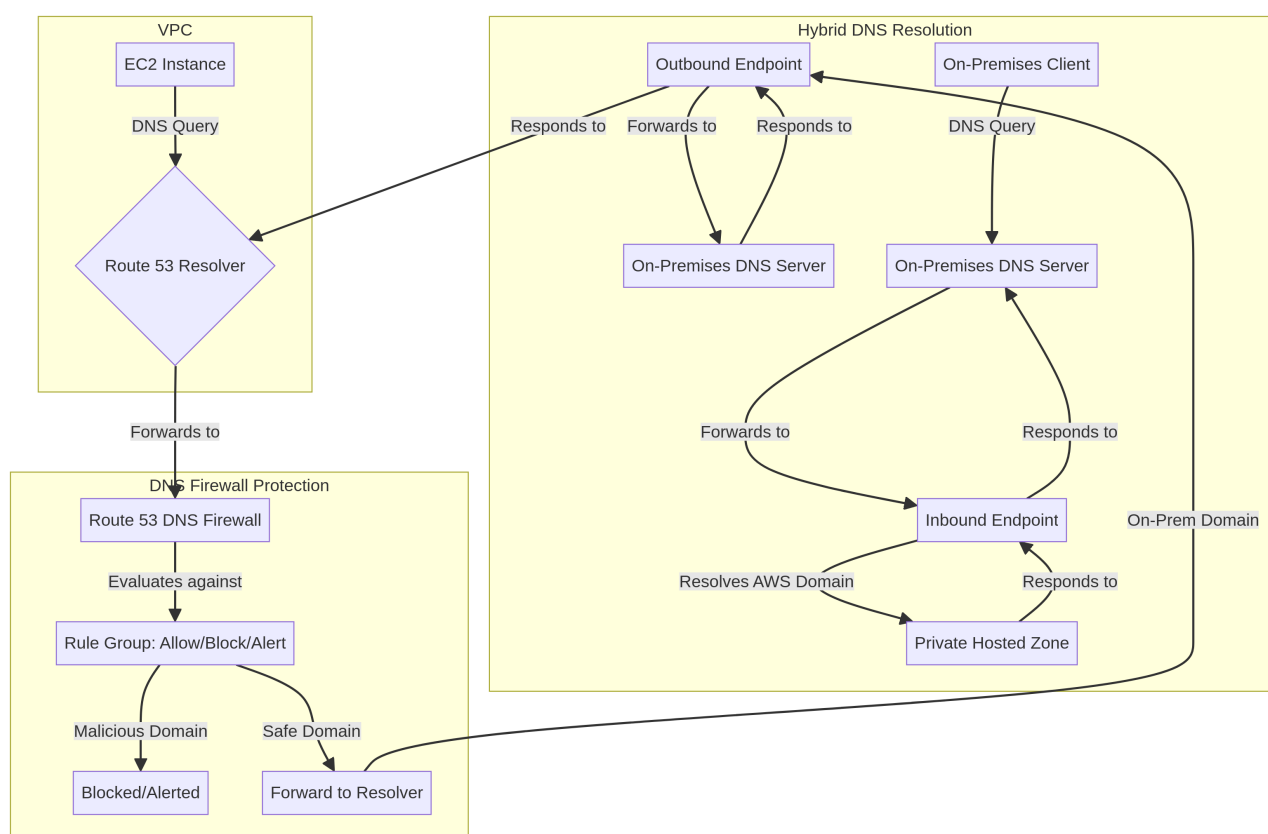 VPC
EC2 Instance
DNS Query
Route 53 Resolver
Forwards to
DNS Firewall Protection
Route 53 DNS Firewall
Evaluates against
Rule Group: Allow/Block/Alert
Malicious Domain
Safe Domain
Blocked/Alerted
Forward to Resolver
Hybrid DNS Resolution
Outbound Endpoint
On-Premises Client
Responds to
Forwards to
Responds to
DNS Query
On-Premises DNS Server
On-Premises DNS Server
Forwards to
Responds to
Inbound Endpoint
On-Prem Domain
Resolves AWS Domain
Responds to
Private Hosted Zone